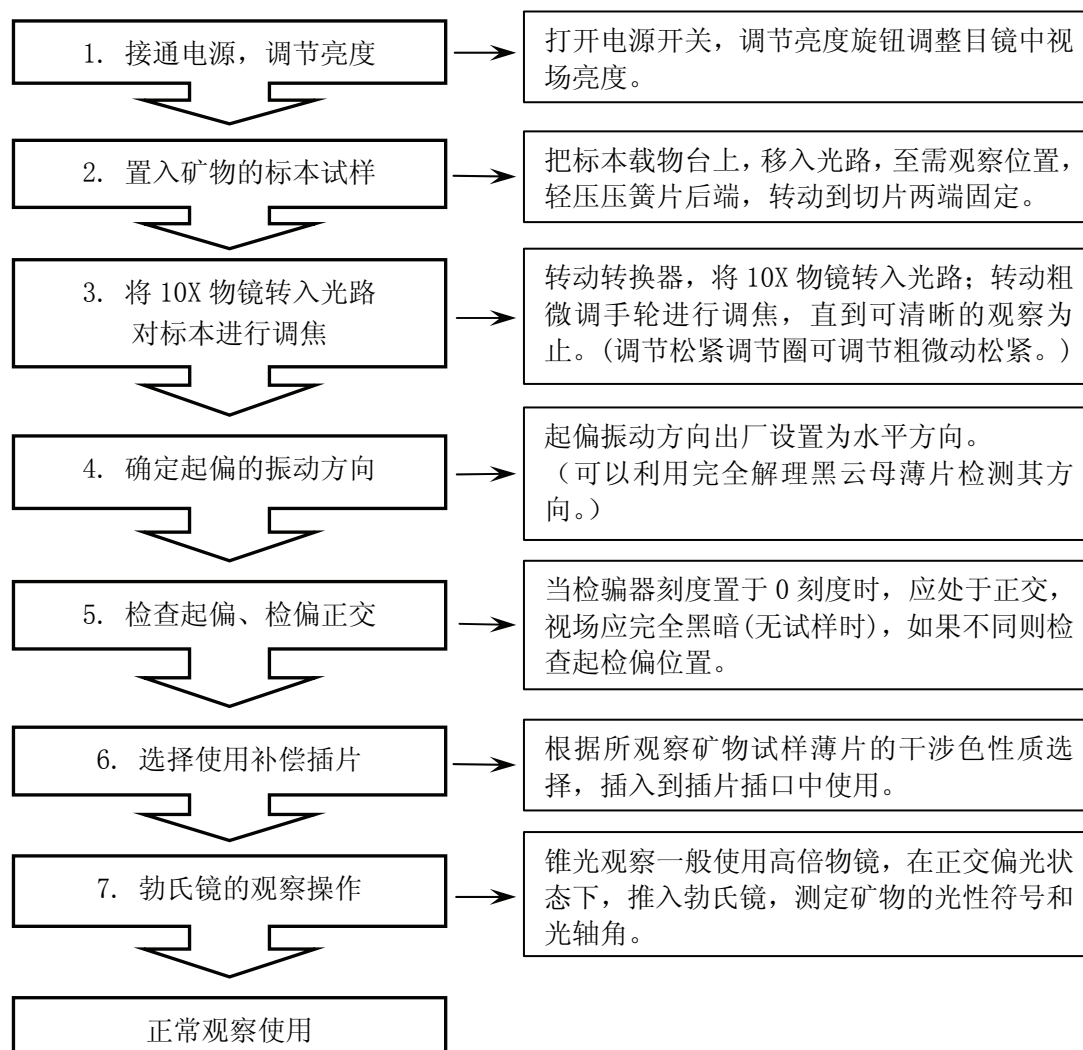 1. 接通电源，调节亮度
打开电源开关，调节亮度旋钮调整目镜中视
场亮度。
2. 置入矿物的标本试样
把标本载物台上，移入光路，至需观察位置，
轻压压簧片后端，转动到切片两端固定。
3. 将 10X 物镜转入光路
对标本进行调焦
转动转换器，将 10X 物镜转入光路；转动粗
微调手轮进行调焦，直到可清晰的观察为
止。(调节松紧调节圈可调节粗微动松紧。)
4. 确定起偏的振动方向
起偏振动方向出厂设置为水平方向。
（可以利用完全解理黑云母薄片检测其方
向。）
5. 检查起偏、检偏正交
当检骗器刻度置于 0 刻度时，应处于正交，
视场应完全黑暗(无试样时)，如果不同则检
查起检偏位置。
6. 选择使用补偿插片
根据所观察矿物试样薄片的干涉色性质选
择，插入到插片插口中使用。
7. 勃氏镜的观察操作
锥光观察一般使用高倍物镜，在正交偏光状
态下，推入勃氏镜，测定矿物的光性符号和
光轴角。
正常观察使用